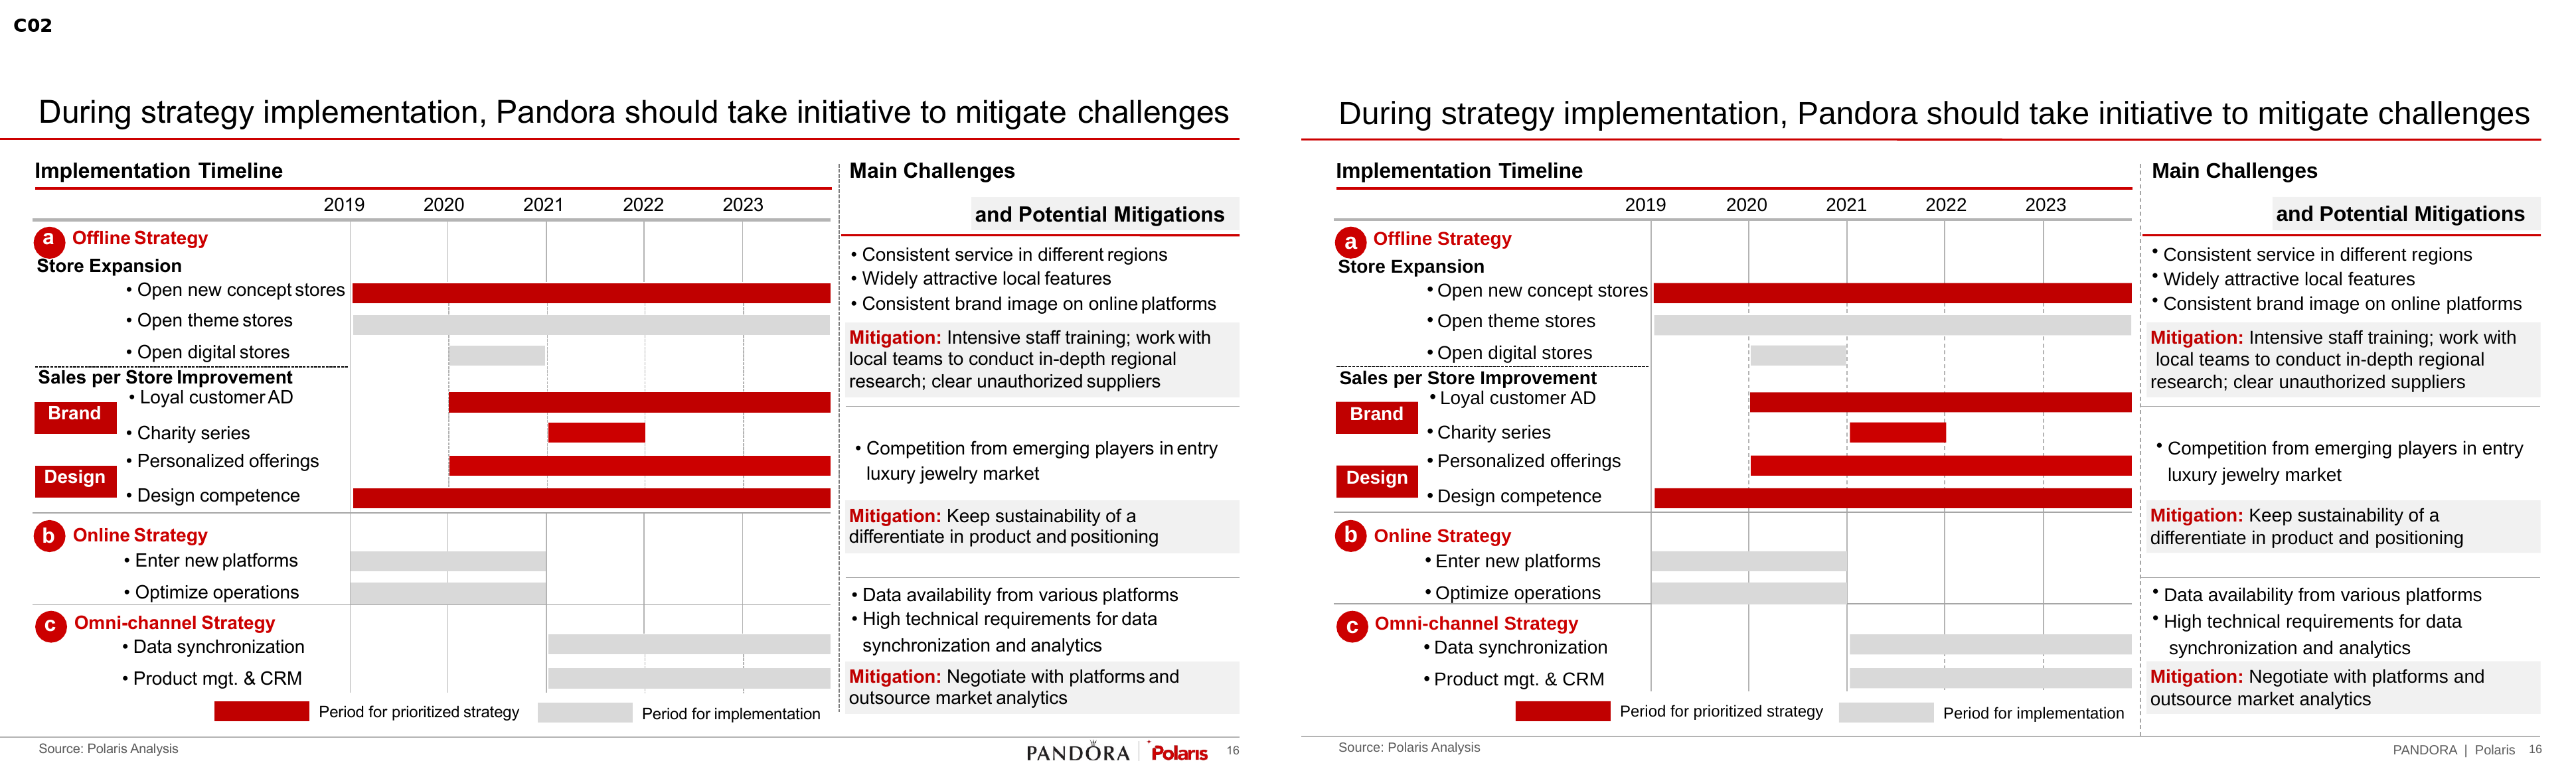 C02
During strategy implementation, Pandora should take initiative to mitigate challenges
Implementation Timeline
2019 2020 2021 2022 2023
a Offline Strategy
Store Expansion
• Open new concept stores
• Open theme stores
• Open digital stores
Sales per Store Improvement
• Loyal customer AD
Brand
• Charity series
• Personalized offerings
Design
• Design competence
b Online Strategy
• Enter new platforms
• Optimize operations
c Omni-channel Strategy
• Data synchronization
• Product mgt. & CRM
Period for prioritized strategy Period for implementation
Main Challenges
and Potential Mitigations
• Consistent service in different regions
• Widely attractive local features
• Consistent brand image on online platforms
Mitigation: Intensive staff training; work with
local teams to conduct in-depth regional
research; clear unauthorized suppliers
• Competition from emerging players in entry
luxury jewelry market
Mitigation: Keep sustainability of a
differentiate in product and positioning
• Data availability from various platforms
• High technical requirements for data
synchronization and analytics
Mitigation: Negotiate with platforms and
outsource market analytics
Source: Polaris Analysis
PANDORA | Polaris 16
During strategy implementation, Pandora should take initiative to mitigate challenges
Implementation Timeline
2019 2020 2021 2022 2023
a Offline Strategy
Store Expansion
• Open new concept stores
• Open theme stores
• Open digital stores
Sales per Store Improvement
• Loyal customer AD
Brand
• Charity series
• Personalized offerings
Design
• Design competence
b Online Strategy
• Enter new platforms
• Optimize operations
c Omni-channel Strategy
• Data synchronization
• Product mgt. & CRM
Period for prioritized strategy Period for implementation
Main Challenges
and Potential Mitigations
• Consistent service in different regions
• Widely attractive local features
• Consistent brand image on online platforms
Mitigation: Intensive staff training; work with
local teams to conduct in-depth regional
research; clear unauthorized suppliers
• Competition from emerging players in entry
luxury jewelry market
Mitigation: Keep sustainability of a
differentiate in product and positioning
• Data availability from various platforms
• High technical requirements for data
synchronization and analytics
Mitigation: Negotiate with platforms and
outsource market analytics
Source: Polaris Analysis
PANDORA | Polaris 16